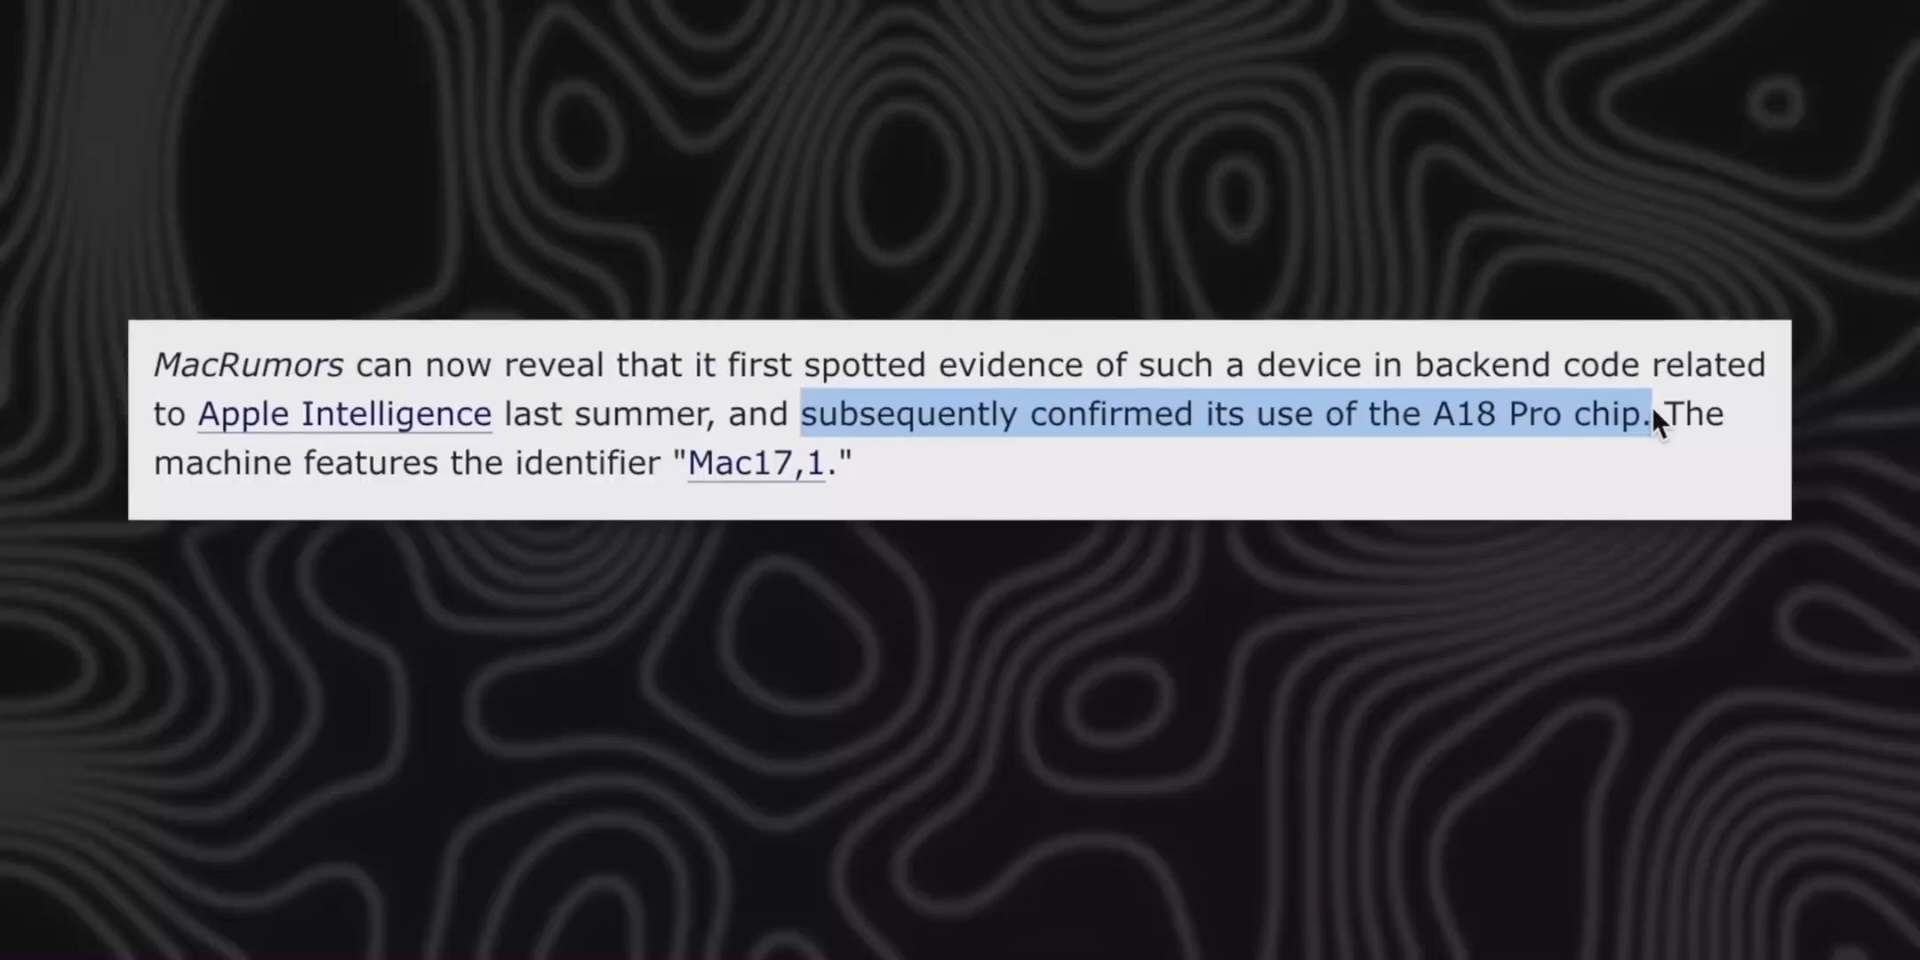 MacRumors can now reveal that it first spotted evidence of such a device in backend code related
to Apple Intelligence last summer, and subsequently confirmed its use of the A18 Pro chip. The
machine features the identifier "Mac17,1."